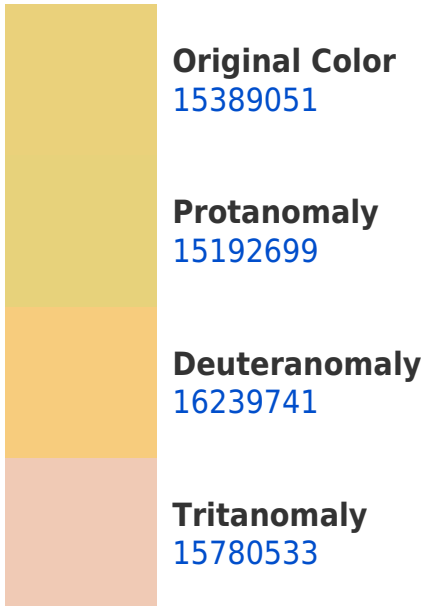 Original Color
15389051
Protanomaly
15192699
Deuteranomaly
16239741
Tritanomaly
15780533